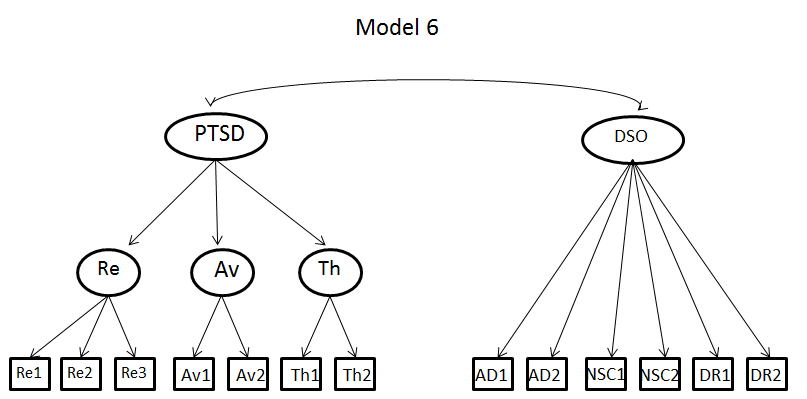 Model 6
PTSD
DSO
Re
Av
Th
Re1
Re2
Re3
Av1
Av2
Th1
Th2
AD1
AD2
NSC1
NSC2
DR1
DR2